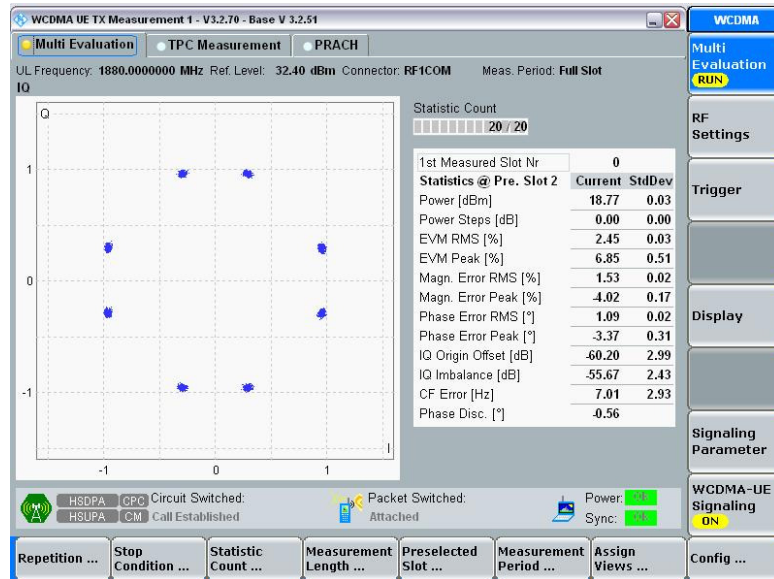 WCDMA UE TX Measurement 1 - V3.2.70 - Base V 3.2.51
WCDMA
Multi Evaluation
TPC Measurement
PRACH
Multi
Evaluation
RUN
UL Frequency: 1880.0000000 MHz Ref. Level: 32.40 dBm Connector: RF1COM Meas. Period: Full Slot
IQ
Q
1
0
-1
-1 0 1
I
Statistic Count
20 / 20
1st Measured Slot Nr 0
Statistics @ Pre. Slot 2 Current StdDev
Power [dBm] 18.77 0.03
Power Steps [dB] 0.00 0.00
EVM RMS [%] 2.45 0.03
EVM Peak [%] 6.85 0.51
Magn. Error RMS [%] 1.53 0.02
Magn. Error Peak [%] -4.02 0.17
Phase Error RMS [°] 1.09 0.02
Phase Error Peak [°] -3.37 0.31
IQ Origin Offset [dB] -60.20 2.99
IQ Imbalance [dB] -55.67 2.43
CF Error [Hz] 7.01 2.93
Phase Disc. [°] -0.56
RF
Settings
Trigger
Display
Signaling
Parameter
WCDMA-UE
Signaling
ON
HSDPA CPC Circuit Switched: Packet Switched: Power:
HSUPA CM Call Established Attached Sync:
Repetition ...
Stop
Condition ...
Statistic
Count ...
Measurement
Length ...
Preselected
Slot ...
Measurement
Period ...
Assign
Views ...
Config ...